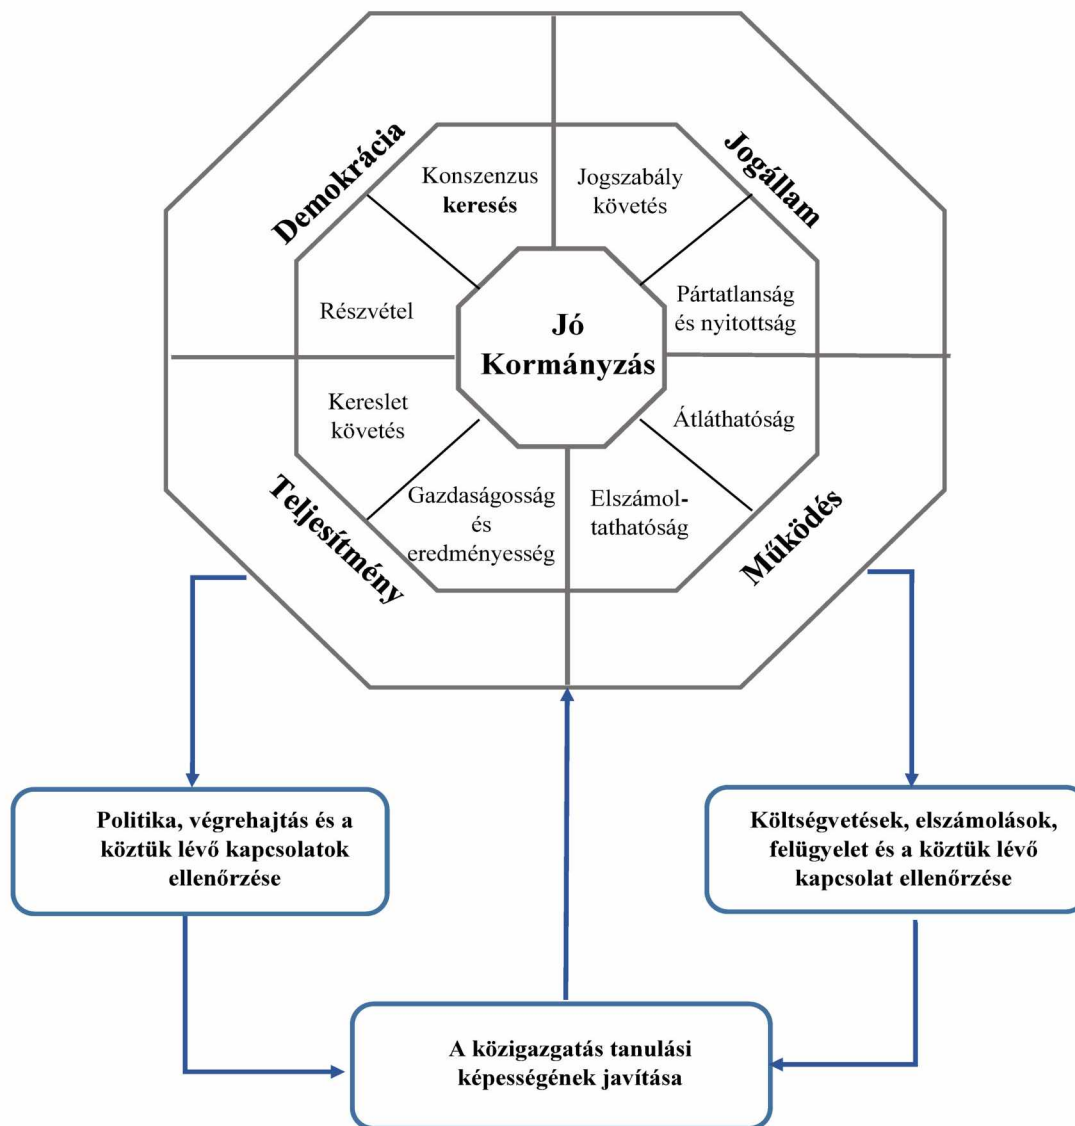 Demokrácia
Jogállam
Konszenzus
keresés
Jogszabály
követés
Részvétel
Pártatlanság
és nyitottság
Jó
Kormányzás
Kereslet
követés
Átláthatóság
Gazdaságosság
és
eredményesség
Elszámol-
tathatóság
Teljesítmény
Működés
Politika, végrehajtás és a
köztük lévő kapcsolatok
ellenőrzése
Költségvetések, elszámolások,
felügyelet és a köztük lévő
kapcsolat ellenőrzése
A közigazgatás tanulási
képességének javítása